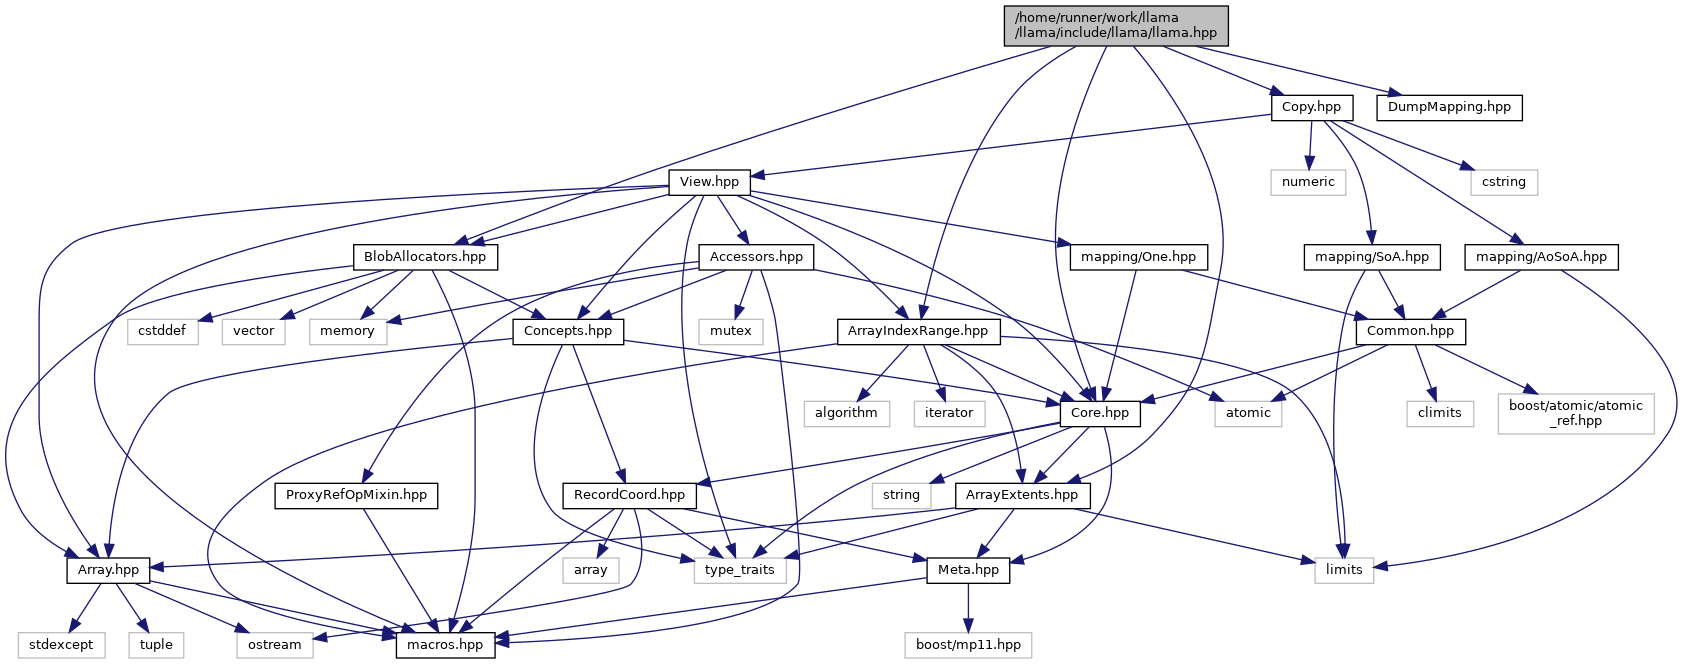 /home/runner/work/llama
/llama/include/llama/llama.hpp
Copy.hpp
DumpMapping.hpp
View.hpp
numeric
cstring
BlobAllocators.hpp
Accessors.hpp
mapping/One.hpp
mapping/SoA.hpp
mapping/AoSoA.hpp
cstddef
vector
memory
Concepts.hpp
mutex
ArrayIndexRange.hpp
Common.hpp
algorithm
iterator
Core.hpp
atomic
climits
boost/atomic/atomic
_ref.hpp
ProxyRefOpMixin.hpp
RecordCoord.hpp
string
ArrayExtents.hpp
Array.hpp
array
type_traits
Meta.hpp
limits
stdexcept
tuple
ostream
macros.hpp
boost/mp11.hpp